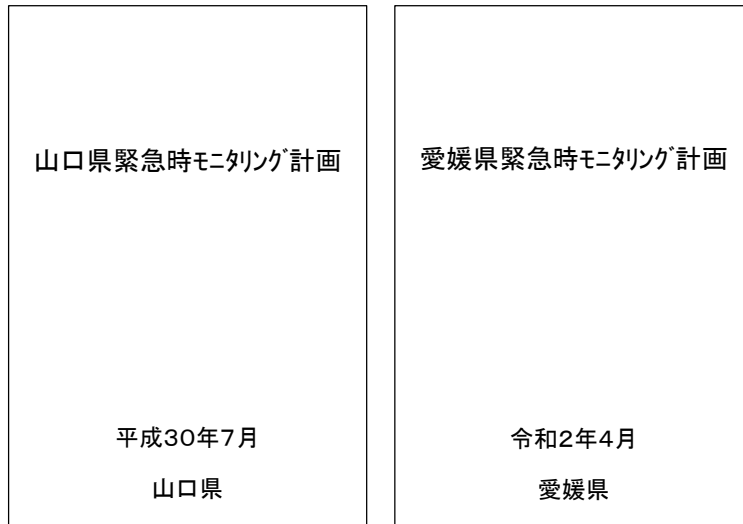 山口県緊急時ﾓﾆﾀﾘﾝｸﾞ計画
平成30年7月
山口県
愛媛県緊急時ﾓﾆﾀﾘﾝｸﾞ計画
令和2年4月
愛媛県